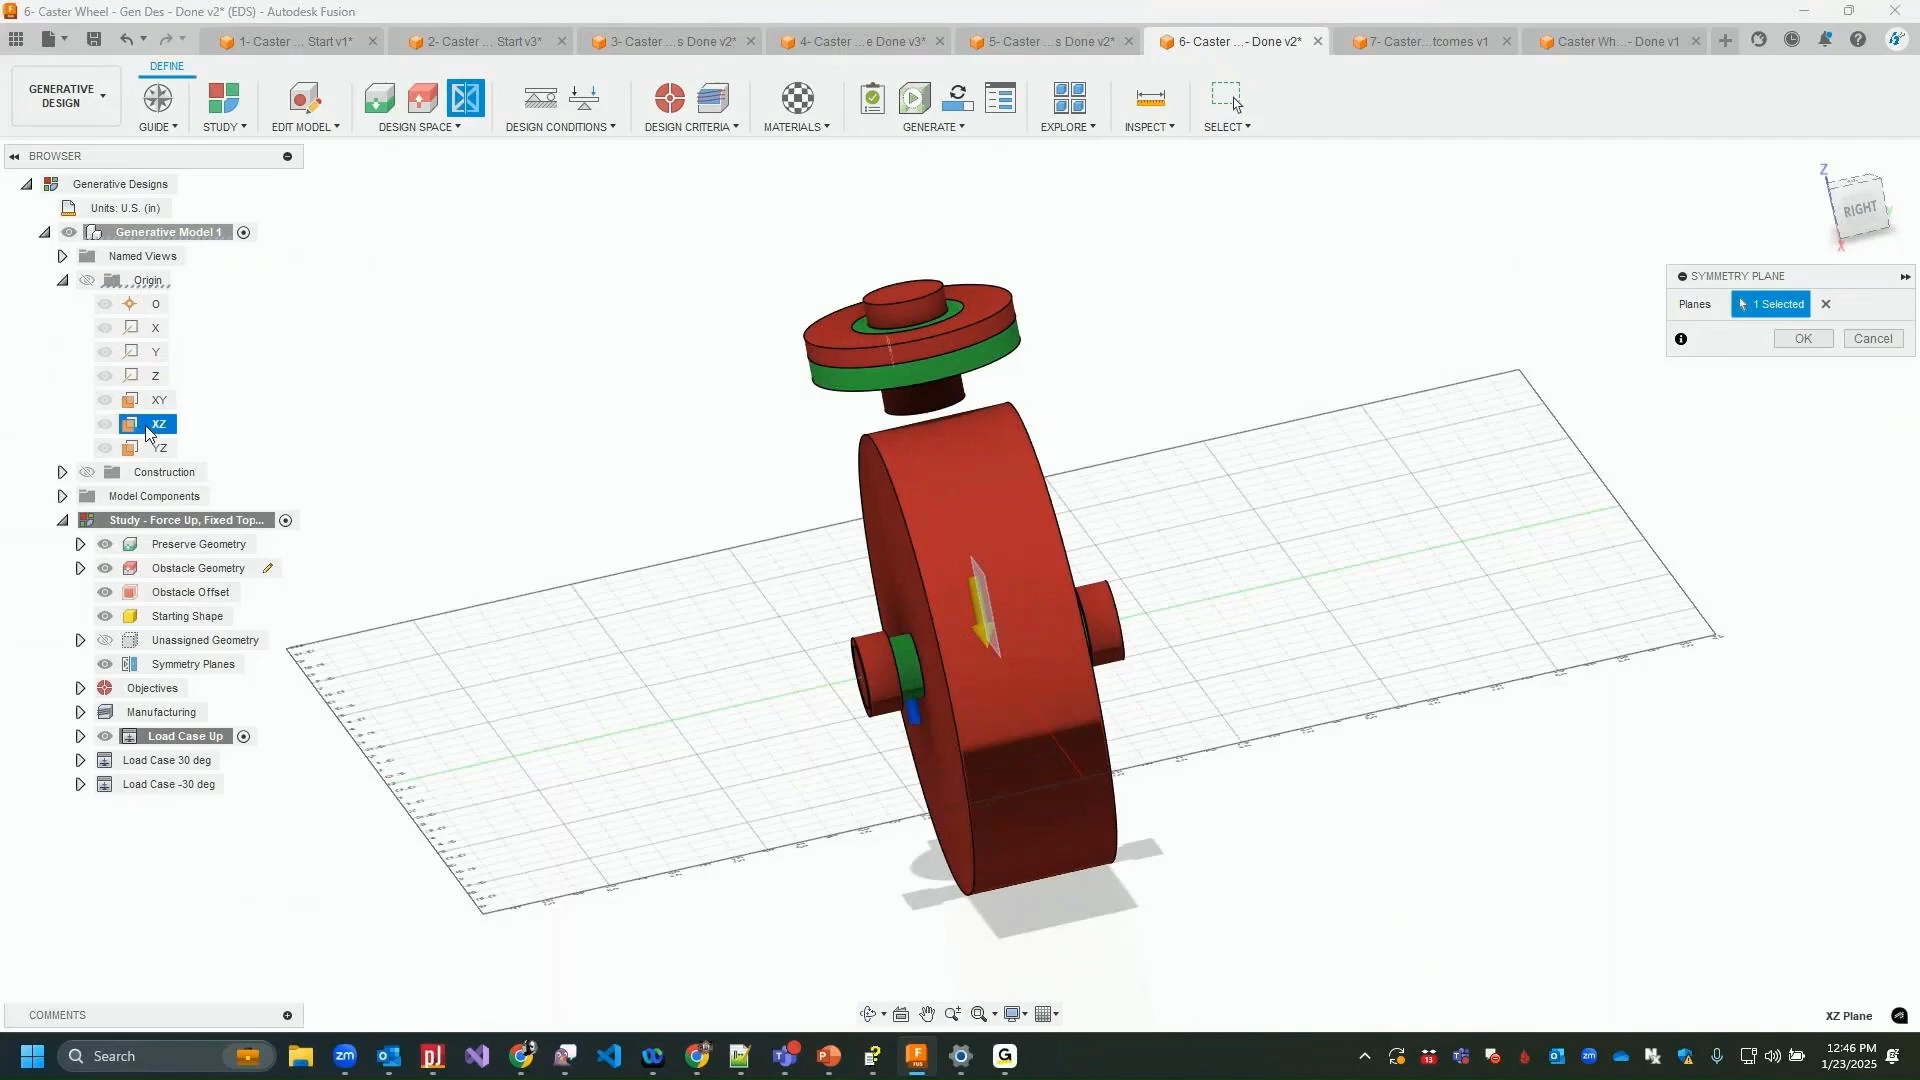 6- Caster Wheel - Gen Des - Done v2* (EDS) - Autodesk Fusion
1- Caster ... Start v1*
2- Caster ... Start v3*
3- Caster ...s Done v2*
4- Caster ...e Done v3*
5- Caster ...s Done v2*
6- Caster ...- Done v2*
7- Caster...tcomes v1
Caster Wh...- Done v1
DEFINE
GENERATIVE
DESIGN
GUIDE
STUDY
EDIT MODEL
DESIGN SPACE
DESIGN CONDITIONS
DESIGN CRITERIA
MATERIALS
GENERATE
EXPLORE
INSPECT
SELECT
BROWSER
Generative Designs
Units: U.S. (in)
Generative Model 1
Named Views
Origin
O
X
Y
Z
XY
XZ
YZ
Construction
Model Components
Study - Force Up, Fixed Top...
Preserve Geometry
Obstacle Geometry
Obstacle Offset
Starting Shape
Unassigned Geometry
Symmetry Planes
Objectives
Manufacturing
Load Case Up
Load Case 30 deg
Load Case -30 deg
Z
RIGHT
X
SYMMETRY PLANE
Planes
1 Selected
OK
Cancel
COMMENTS
XZ Plane
Search
12:46 PM
1/23/2025